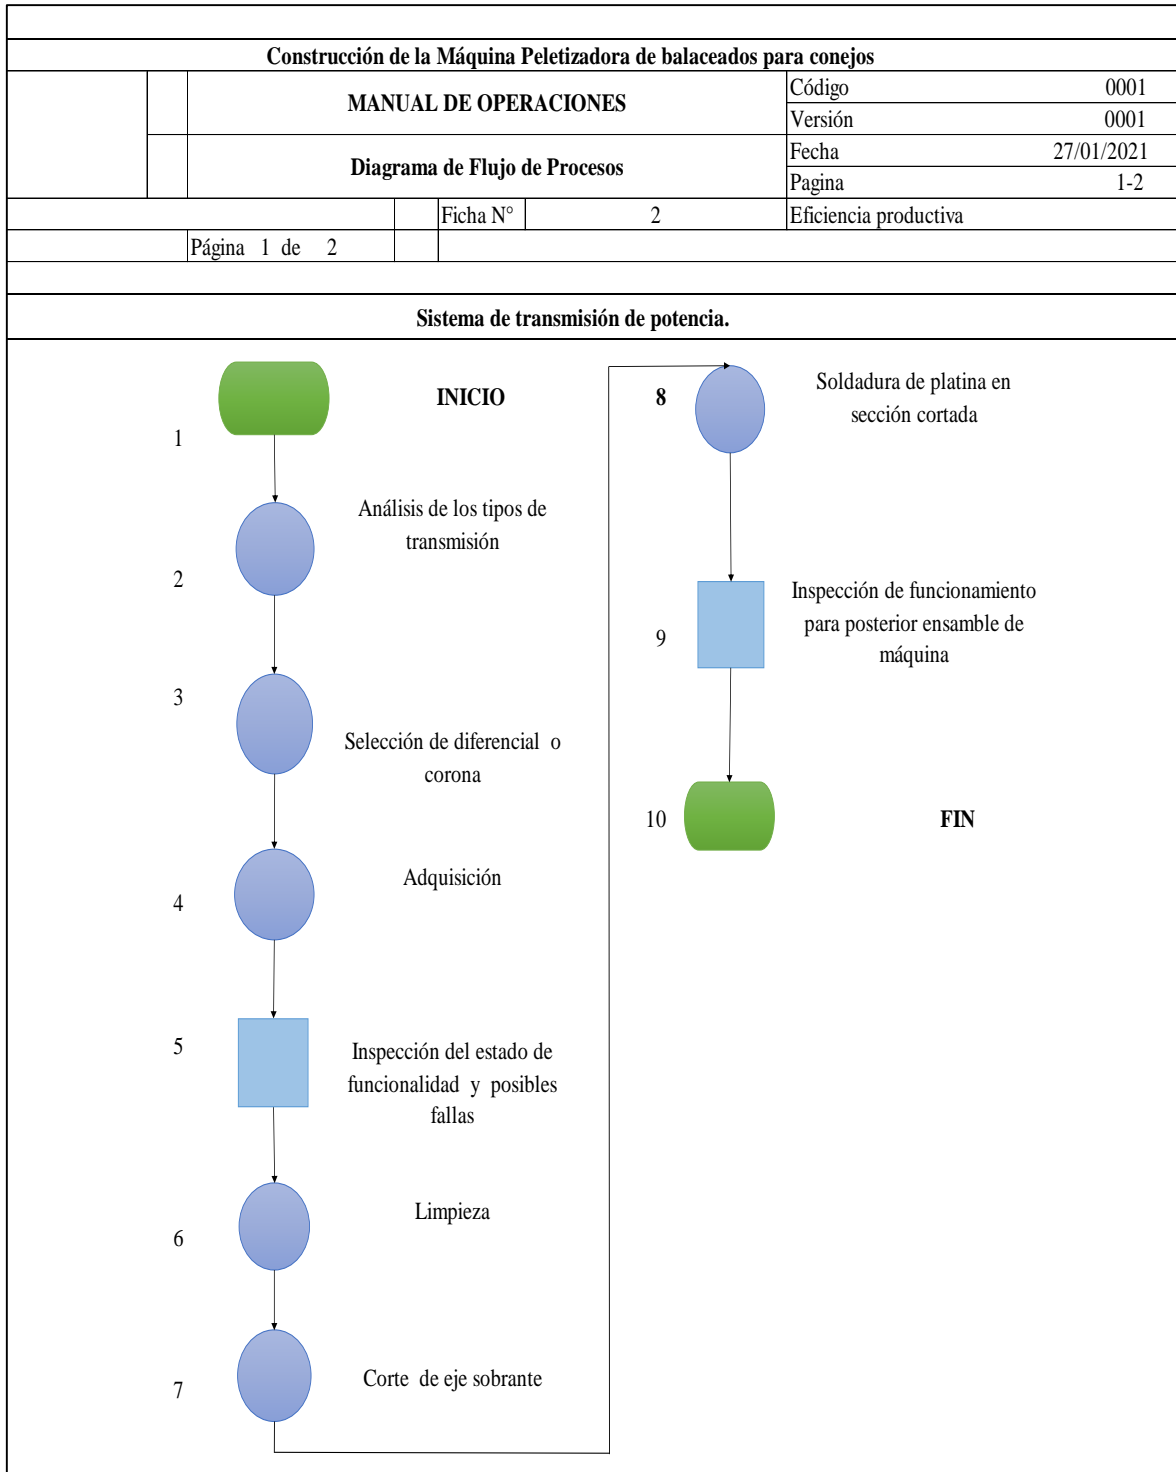 Construcción de la Máquina Peletizadora de balaceados para conejos
MANUAL DE OPERACIONES
Código 0001
Versión 0001
Diagrama de Flujo de Procesos
Fecha 27/01/2021
Pagina 1-2
Ficha N° 2 Eficiencia productiva
Página 1 de 2
Sistema de transmisión de potencia.
1
INICIO
2
Análisis de los tipos de
transmisión
3
Selección de diferencial o
corona
4
Adquisición
5
Inspección del estado de
funcionalidad y posibles
fallas
6
Limpieza
7
Corte de eje sobrante
8
Soldadura de platina en
sección cortada
9
Inspección de funcionamiento
para posterior ensamble de
máquina
10
FIN